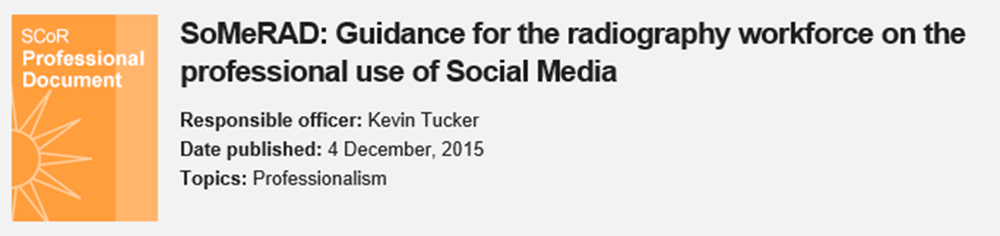 SCoR
Professional
Document
SoMeRAD: Guidance for the radiography workforce on the
professional use of Social Media
Responsible officer: Kevin Tucker
Date published: 4 December, 2015
Topics: Professionalism